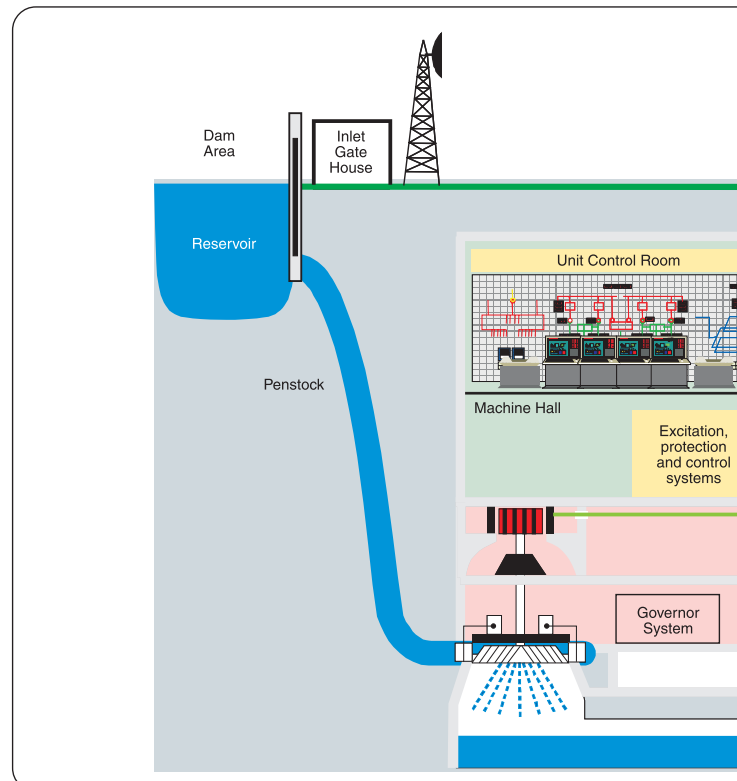 Dam
Area
Inlet
Gate
House
Reservoir
Unit Control Room
Penstock
Machine Hall
Excitation,
protection
and control
systems
Governor
System